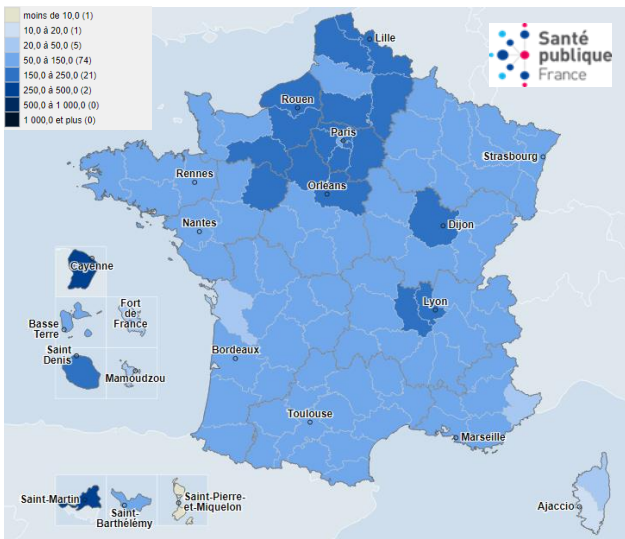 moins de 10,0 (1)
10,0 à 20,0 (1)
20,0 à 50,0 (5)
50,0 à 150,0 (74)
150,0 à 250,0 (21)
250,0 à 500,0 (2)
500,0 à 1 000,0 (0)
1 000,0 et plus (0)
Santé
publique
France
Lille
Rouen
Paris
Strasbourg
Rennes
Orléans
Nantes
Dijon
Cayenne
Lyon
Fort
de
France
Basse
Terre
Saint
Denis
Mamoudzou
Bordeaux
Toulouse
Marseille
Saint-Martin
Saint-
Barthélémy
Saint-Pierre
et-Miquelon
Ajaccio